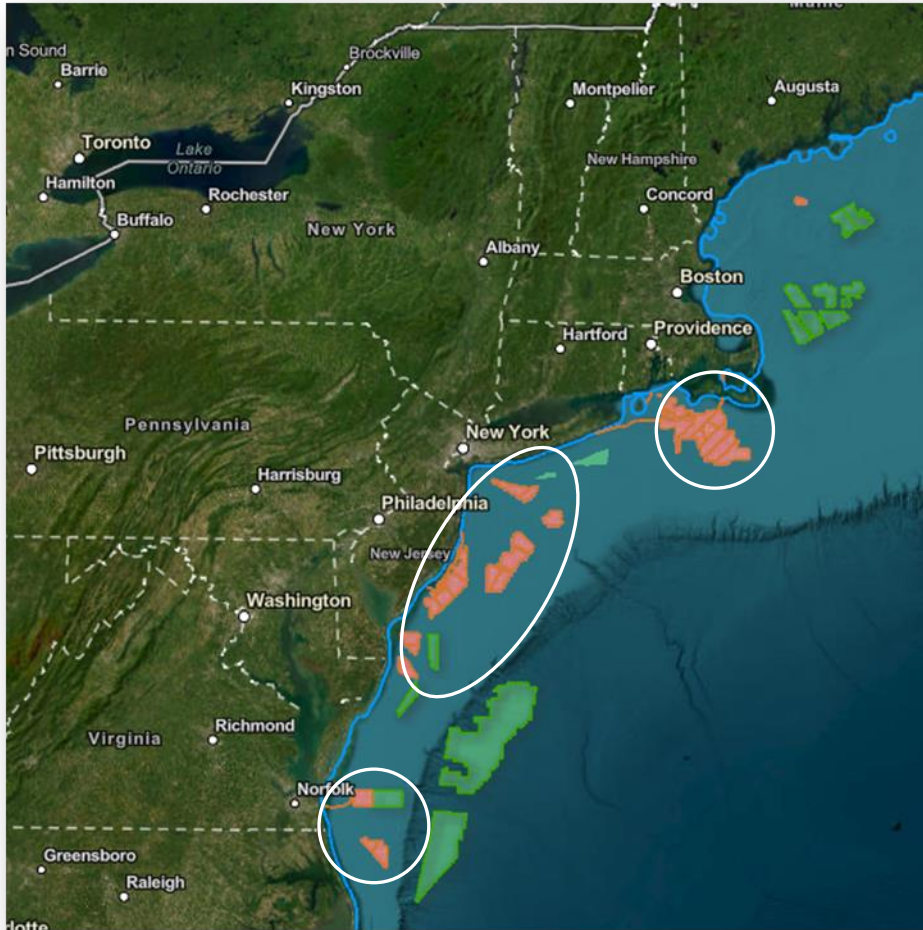 Maine
n Sound
Brockville
Barrie
Kingston
Montpelier
Augusta
Toronto
Lake
Ontario
New Hampshire
Hamilton
Rochester
Concord
Buffalo
New York
Albany
Boston
Providence
Hartford
Pennsylvania
New York
Pittsburgh
Harrisburg
Philadelphia
New Jersey
Washington
Richmond
Virginia
Norfolk
Greensboro
Raleigh
lotte